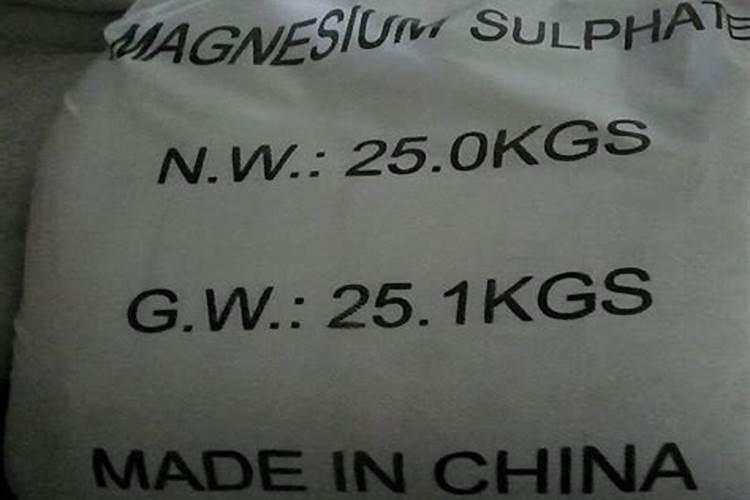 MAGNESIUM SULPHATE
N.W.: 25.0KGS
G.W.: 25.1KGS
MADE IN CHINA